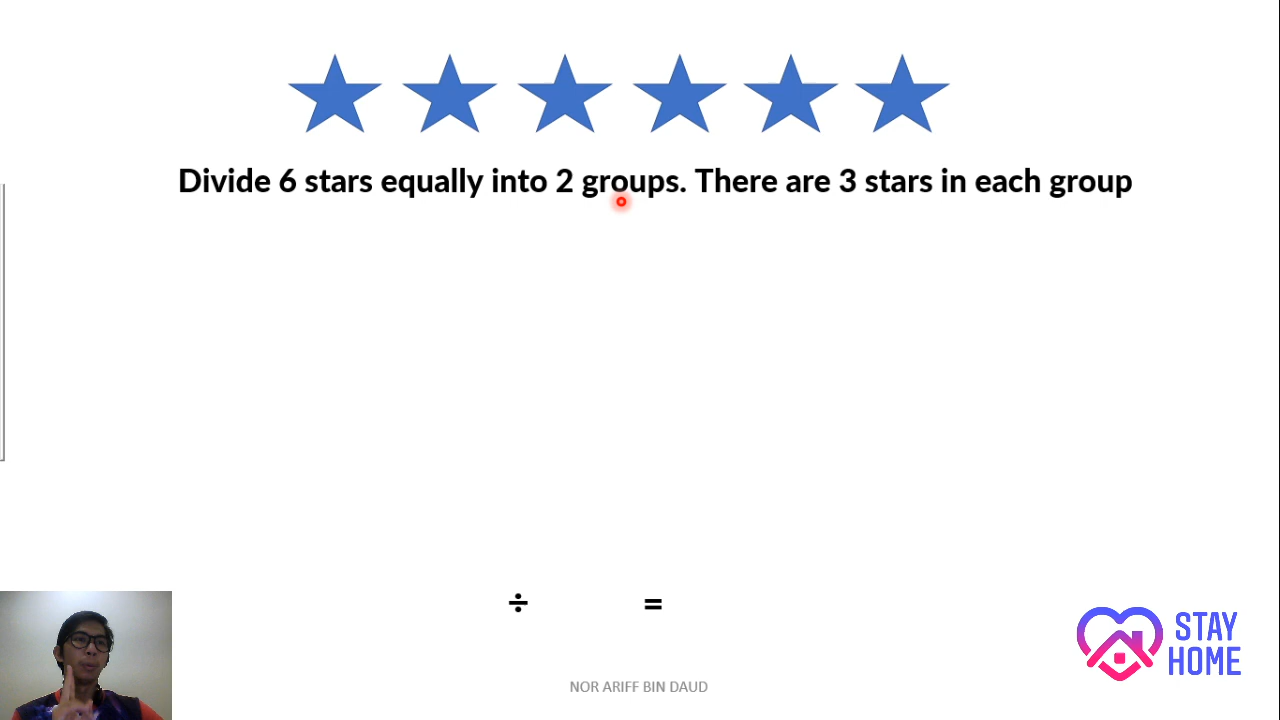 Divide 6 stars equally into 2 groups. There are 3 stars in each group
÷ =
STAY
HOME
NOR ARIFF BIN DAUD